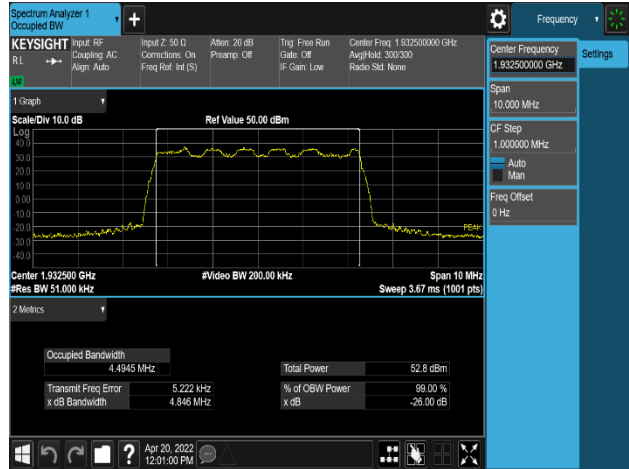 Spectrum Analyzer 1
Occupied BW
+
Frequency
KEYSIGHT
Input: RF
Coupling: AC
Align: Auto
R L
LXI
Input Z: 50 Ω
Corrections: On
Freq Ref: Int (S)
Atten: 20 dB
Preamp: Off
Trig: Free Run
Gate: Off
IF Gain: Low
Center Freq: 1.932500000 GHz
Avg|Hold: 300/300
Radio Std: None
Center Frequency
1.932500000 GHz
Settings
Span
10.000 MHz
CF Step
1.000000 MHz
Auto
Man
Freq Offset
0 Hz
1 Graph
Scale/Div 10.0 dB
Ref Value 50.00 dBm
Log
40.0
30.0
20.0
10.0
0.00
-10.0
-20.0
-30.0
-40.0
PEAK
Center 1.932500 GHz
#Video BW 200.00 kHz
Span 10 MHz
#Res BW 51.000 kHz
Sweep 3.67 ms (1001 pts)
2 Metrics
Occupied Bandwidth
4.4945 MHz
Total Power 52.8 dBm
Transmit Freq Error 5.222 kHz
% of OBW Power 99.00 %
x dB Bandwidth 4.846 MHz
x dB -26.00 dB
?
Apr 20, 2022
12:01:00 PM